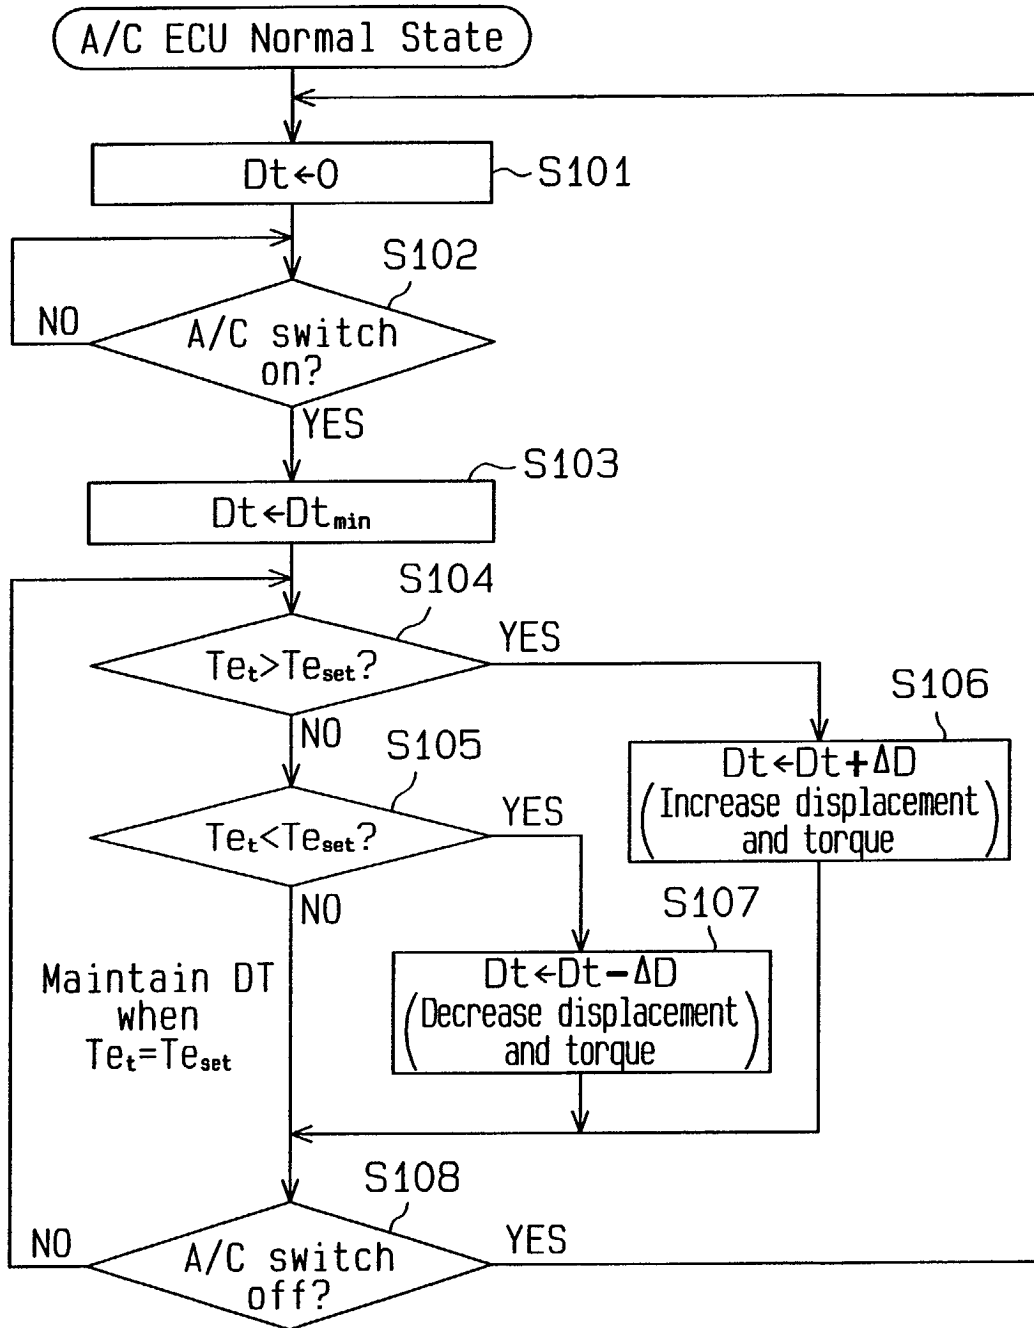 A/C ECU Normal State
Dt←0
S101
S102
A/C switch
on?
NO
YES
S103
Dt←Dtmin
S104
Tet>Teset?
YES
NO
S106
Dt←Dt+ΔD
(Increase displacement
and torque)
S105
Tet<Teset?
YES
NO
S107
Dt←Dt-ΔD
(Decrease displacement
and torque)
Maintain DT
when
Tet=Teset
S108
A/C switch
off?
NO
YES